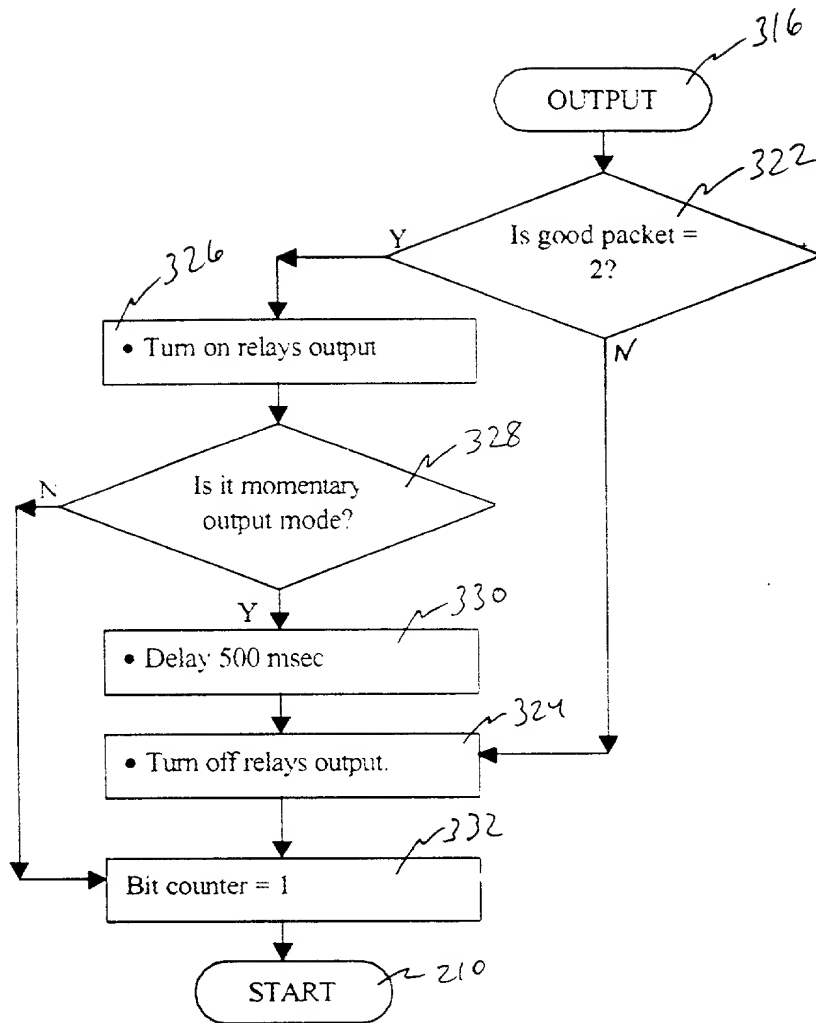 316
OUTPUT
322
Y
Is good packet =
2?
326
N
• Turn on relays output
328
N
Is it momentary
output mode?
Y
330
• Delay 500 msec
324
• Turn off relays output.
332
Bit counter = 1
210
START